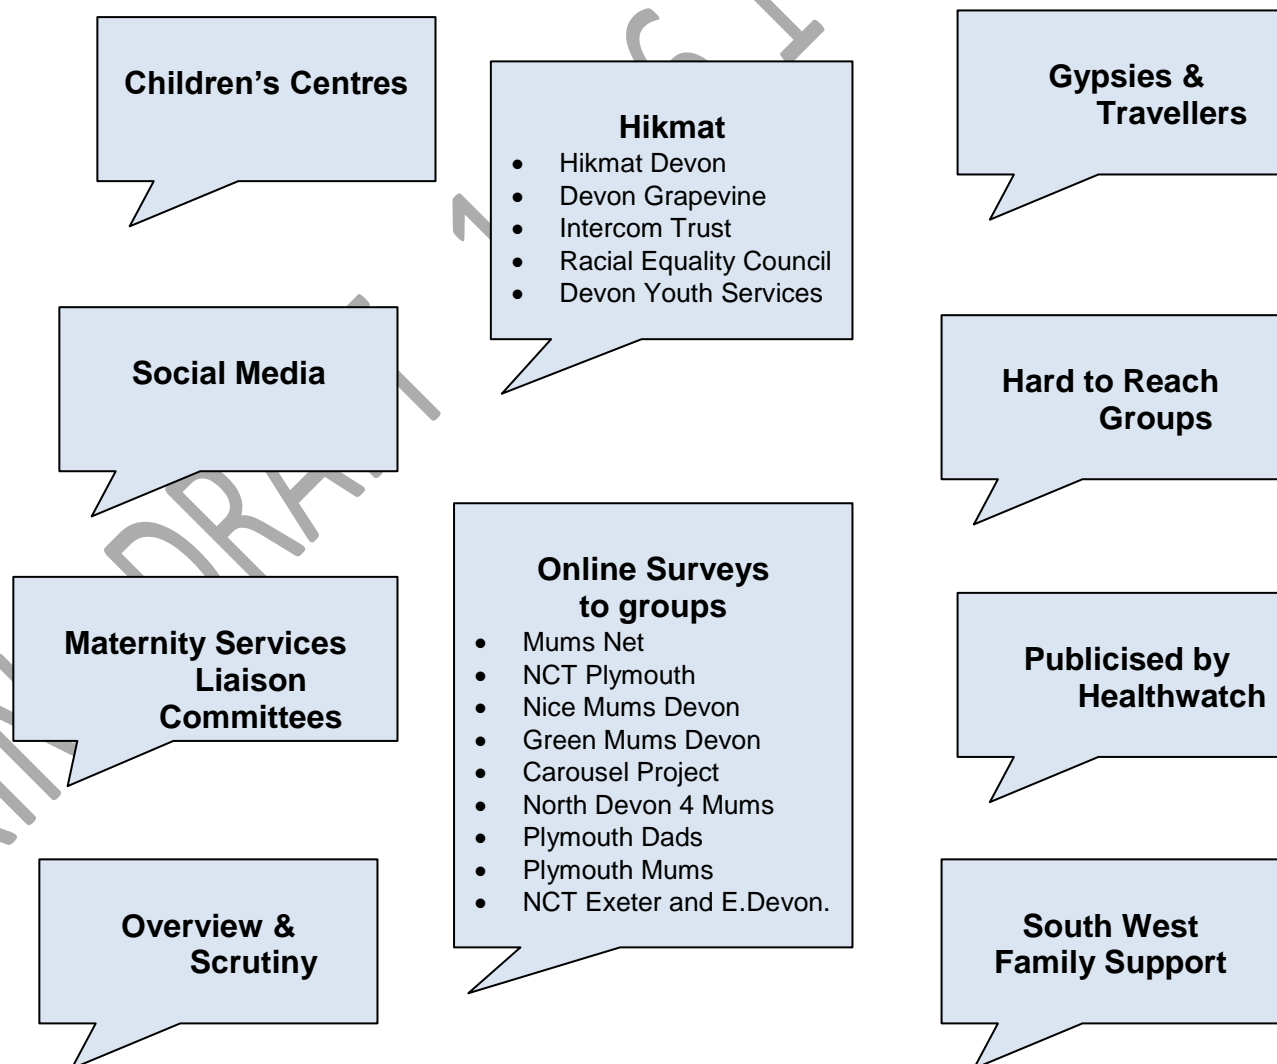 Children’s Centres
Hikmat
• Hikmat Devon
• Devon Grapevine
• Intercom Trust
• Racial Equality Council
• Devon Youth Services
Gypsies &
Travellers
Social Media
Hard to Reach
Groups
Maternity Services
Liaison
Committees
Online Surveys
to groups
• Mums Net
• NCT Plymouth
• Nice Mums Devon
• Green Mums Devon
• Carousel Project
• North Devon 4 Mums
• Plymouth Dads
• Plymouth Mums
• NCT Exeter and E.Devon.
Publicised by
Healthwatch
Overview &
Scrutiny
South West
Family Support
DRAFT